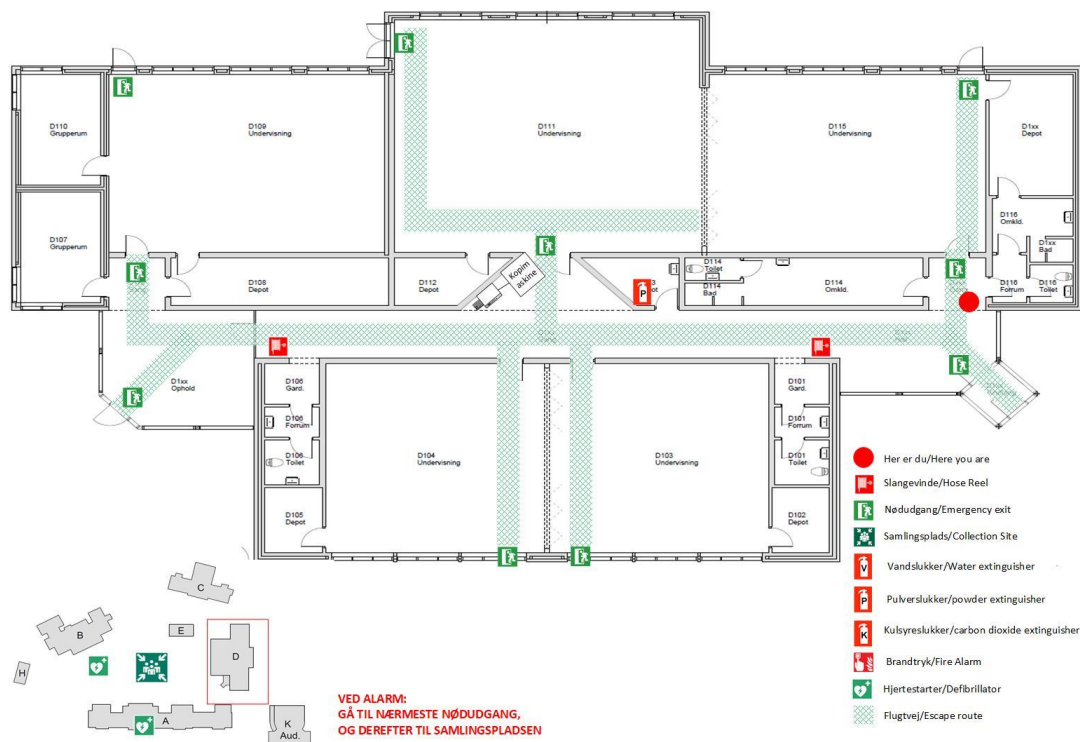 D110
Grupperum
D109
Undervisning
D111
Undervisning
D115
Undervisning
D1xx
Depot
D107
Grupperum
D116
Omkld.
D1xx
Bad
D108
Depot
D112
Depot
Kopim
askine
P
D114
Toilet
D114
Bad
D114
Omkld.
D116
Forrum
D116
Toilet
D1xx
Gang
D1xx
Ophold
D106
Gard.
D106
Forrum
D106
Toilet
D105
Depot
D104
Undervisning
D103
Undervisning
D101
Gard.
D101
Forrum
D101
Toilet
D102
Depot
Her er du/Here you are
Slangevinde/Hose Reel
Nødudgang/Emergency exit
Samlingsplads/Collection Site
V
Vandslukker/Water extinguisher
P
Pulverslukker/powder extinguisher
K
Kulsyreslukker/carbon dioxide extinguisher
Brandtryk/Fire Alarm
Hjertestarter/Defibrillator
Flugtvej/Escape route
C
B
E
D
H
A
K
Aud.
VED ALARM:
GÅ TIL NÆRMESTE NØDUDGANG,
OG DEREFTER TIL SAMLINGSPLADSEN